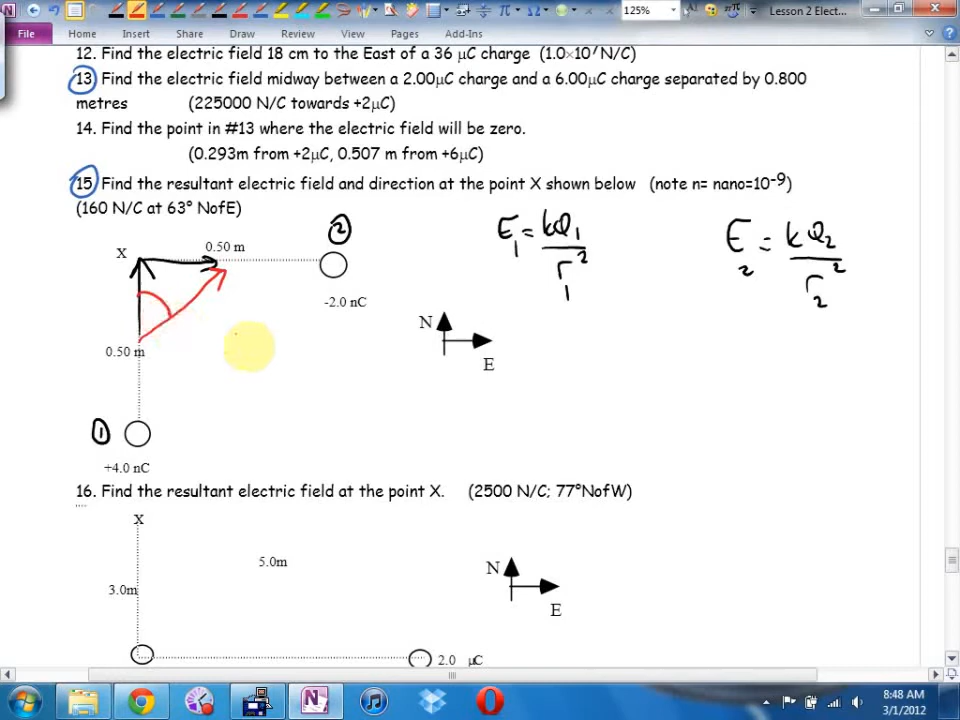 125%
Lesson 2 Elect...
File Home Insert Share Draw Review View Pages Add-Ins
12. Find the electric field 18 cm to the East of a 36 μC charge (1.0×10⁷ N/C)
13. Find the electric field midway between a 2.00μC charge and a 6.00μC charge separated by 0.800
metres (225000 N/C towards +2μC)
14. Find the point in #13 where the electric field will be zero.
(0.293m from +2μC, 0.507 m from +6μC)
15. Find the resultant electric field and direction at the point X shown below (note n= nano=10⁻⁹)
(160 N/C at 63° NofE)
X 0.50 m ②
-2.0 nC
E₁ = kQ₁ / r₁²
E₂ = kQ₂ / r₂²
N
E
0.50 m
①
+4.0 nC
16. Find the resultant electric field at the point X. (2500 N/C; 77°NofW)
X
5.0m
3.0m
N
E
2.0 μC
8:48 AM
3/1/2012